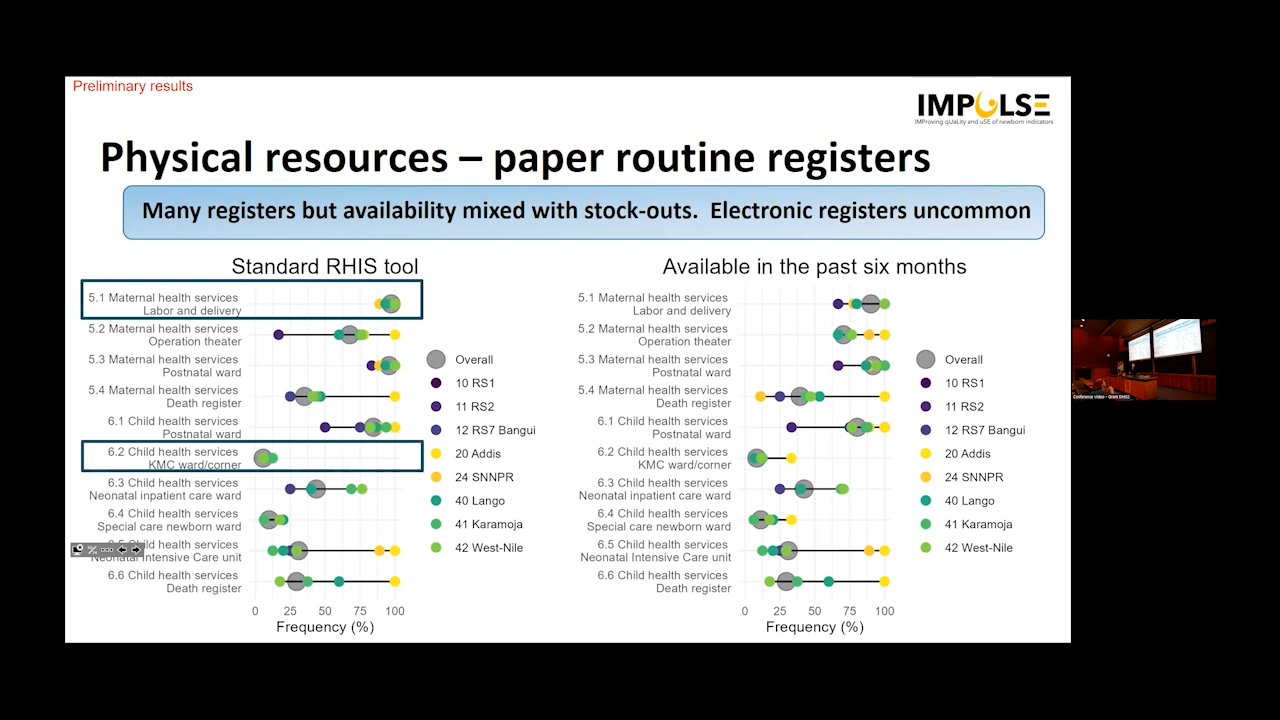 Preliminary results
IMPULSE
IMProving qUaLity and uSE of newborn indicators
Physical resources – paper routine registers
Many registers but availability mixed with stock-outs. Electronic registers uncommon
Standard RHIS tool
5.1 Maternal health services
Labor and delivery
5.2 Maternal health services
Operation theater
5.3 Maternal health services
Postnatal ward
5.4 Maternal health services
Death register
6.1 Child health services
Postnatal ward
6.2 Child health services
KMC ward/corner
6.3 Child health services
Neonatal inpatient care ward
6.4 Child health services
Special care newborn ward
Child health services
Neonatal Intensive Care unit
6.6 Child health services
Death register
0 25 50 75 100
Frequency (%)
Overall
10 RS1
11 RS2
12 RS7 Bangui
20 Addis
24 SNNPR
40 Lango
41 Karamoja
42 West-Nile
Available in the past six months
5.1 Maternal health services
Labor and delivery
5.2 Maternal health services
Operation theater
5.3 Maternal health services
Postnatal ward
5.4 Maternal health services
Death register
6.1 Child health services
Postnatal ward
6.2 Child health services
KMC ward/corner
6.3 Child health services
Neonatal inpatient care ward
6.4 Child health services
Special care newborn ward
6.5 Child health services
Neonatal Intensive Care unit
6.6 Child health services
Death register
0 25 50 75 100
Frequency (%)
Overall
10 RS1
11 RS2
12 RS7 Bangui
20 Addis
24 SNNPR
40 Lango
41 Karamoja
42 West-Nile
Conference Video - Grant DHS2